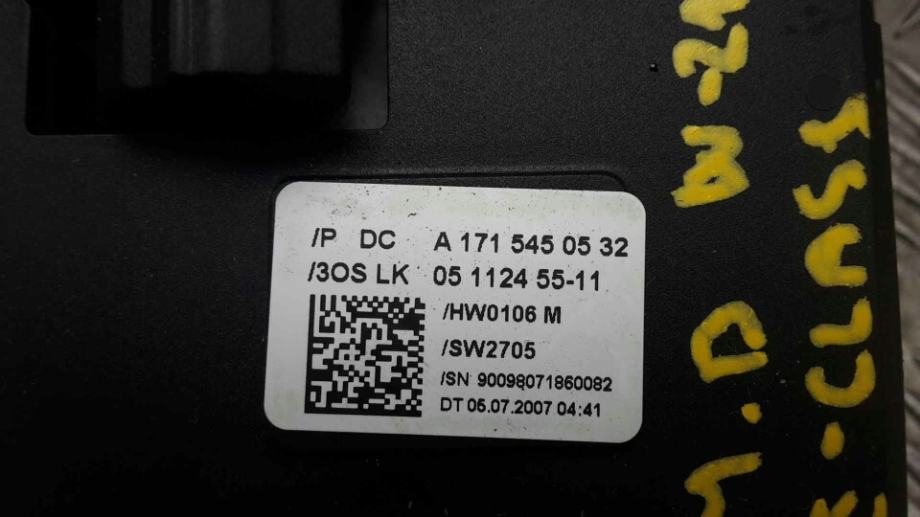 /P DC A 171 545 05 32
/3OS LK 05 1124 55-11
/HW0106 M
/SW2705
/SN 90098071860082
DT 05.07.2007 04:41
-CLASS